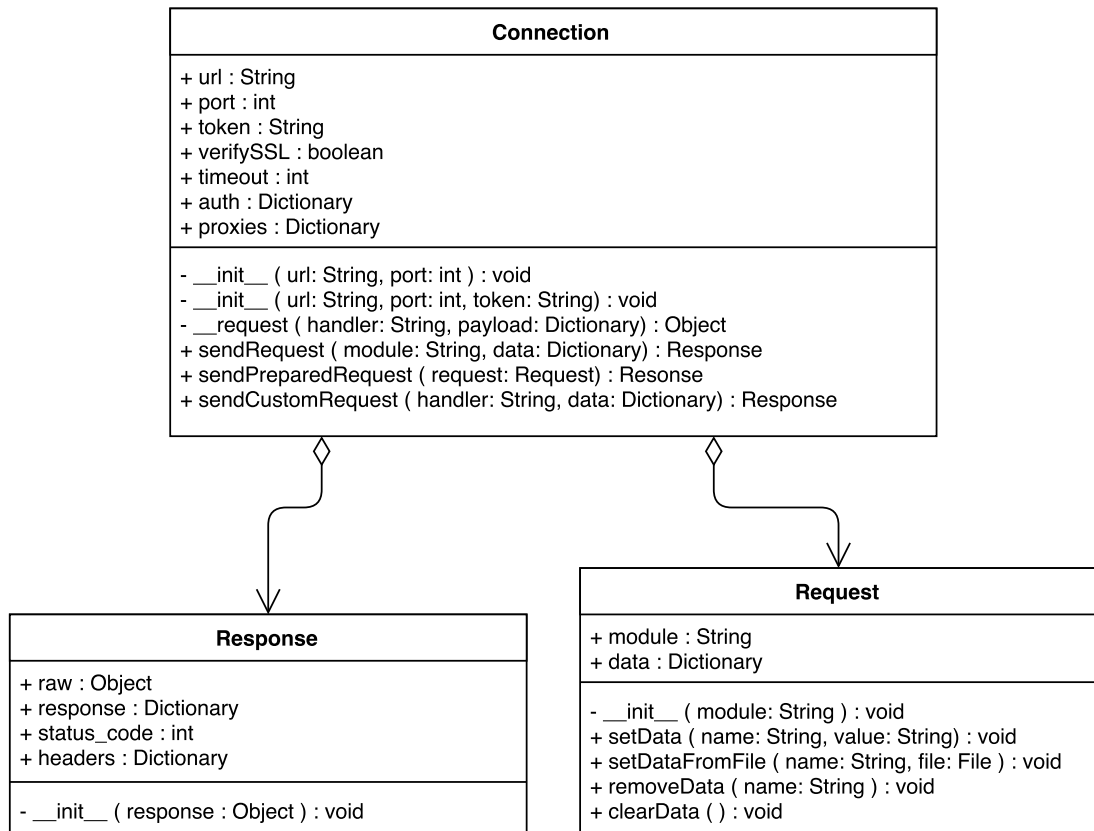 Connection
+ url : String
+ port : int
+ token : String
+ verifySSL : boolean
+ timeout : int
+ auth : Dictionary
+ proxies : Dictionary
- __init__ ( url: String, port: int ) : void
- __init__ ( url: String, port: int, token: String) : void
- __request ( handler: String, payload: Dictionary) : Object
+ sendRequest ( module: String, data: Dictionary) : Response
+ sendPreparedRequest ( request: Request) : Resonse
+ sendCustomRequest ( handler: String, data: Dictionary) : Response
Response
+ raw : Object
+ response : Dictionary
+ status_code : int
+ headers : Dictionary
- __init__ ( response : Object ) : void
Request
+ module : String
+ data : Dictionary
- __init__ ( module: String ) : void
+ setData ( name: String, value: String) : void
+ setDataFromFile ( name: String, file: File ) : void
+ removeData ( name: String ) : void
+ clearData ( ) : void